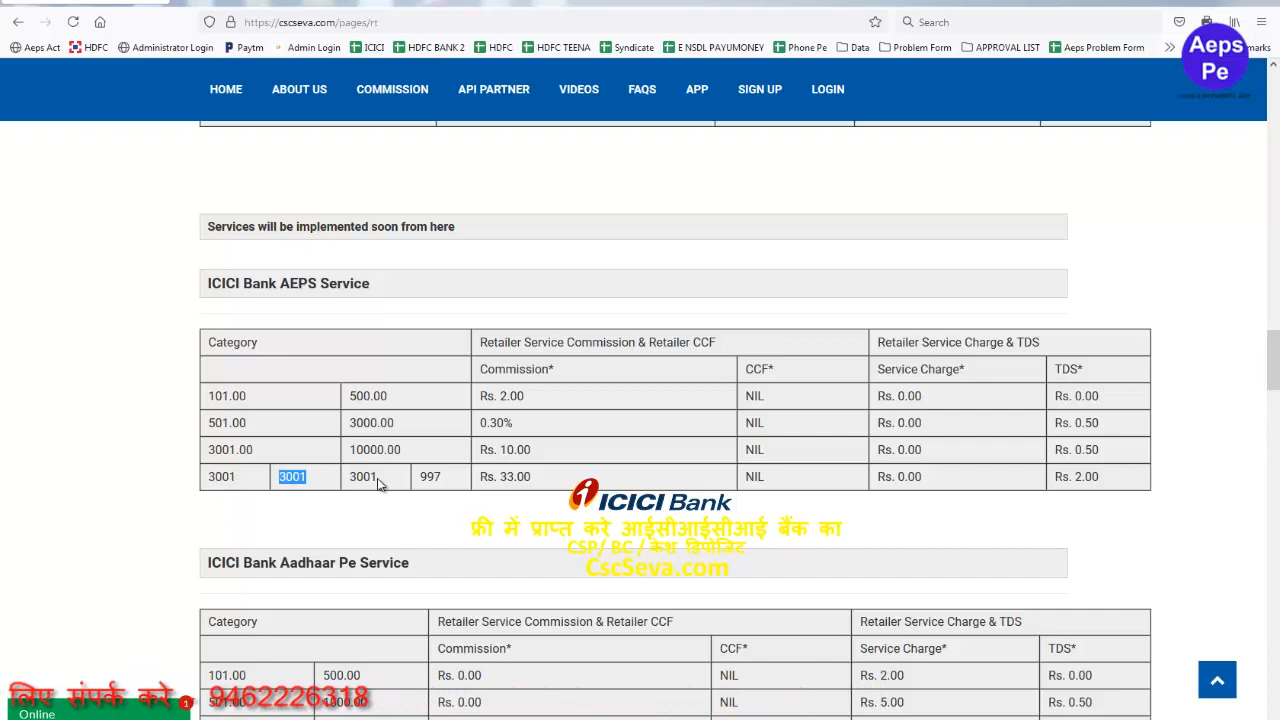 https://cscseva.com/pages/rt
Search
Aeps Act HDFC Administrator Login Paytm Admin Login ICICI HDFC BANK 2 HDFC HDFC TEENA Syndicate E NSDL PAYUMONEY Phone Pe Data Problem Form APPROVAL LIST Aeps Problem Form
Aeps
Pe
HOME ABOUT US COMMISSION API PARTNER VIDEOS FAQS APP SIGN UP LOGIN
Services will be implemented soon from here
ICICI Bank AEPS Service
Category Retailer Service Commission & Retailer CCF Retailer Service Charge & TDS
Commission* CCF* Service Charge* TDS*
101.00 500.00 Rs. 2.00 NIL Rs. 0.00 Rs. 0.00
501.00 3000.00 0.30% NIL Rs. 0.00 Rs. 0.50
3001.00 10000.00 Rs. 10.00 NIL Rs. 0.00 Rs. 0.50
3001 3001 3001 997 Rs. 33.00 NIL Rs. 0.00 Rs. 2.00
ICICI Bank
फ्री में प्राप्त करे आईसीआईसीआई बैंक का
CSP/ BC / केश डिपोजिट
CscSeva.com
ICICI Bank Aadhaar Pe Service
Category Retailer Service Commission & Retailer CCF Retailer Service Charge & TDS
Commission* CCF* Service Charge* TDS*
101.00 500.00 Rs. 0.00 NIL Rs. 2.00 Rs. 0.00
501.00 1000.00 Rs. 0.00 NIL Rs. 5.00 Rs. 0.50
लिए संपर्क करे 1 9462226318
Online